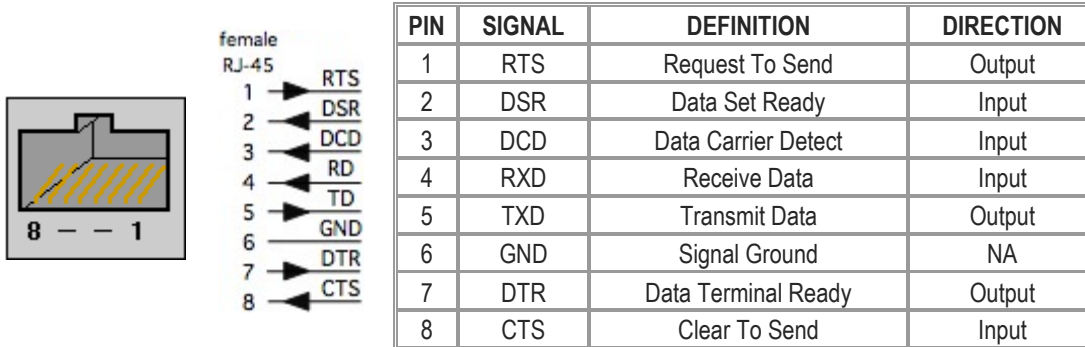 8 – – 1
female
RJ-45
1 RTS
2 DSR
3 DCD
4 RD
5 TD
6 GND
7 DTR
8 CTS
PIN SIGNAL DEFINITION DIRECTION
1 RTS Request To Send Output
2 DSR Data Set Ready Input
3 DCD Data Carrier Detect Input
4 RXD Receive Data Input
5 TXD Transmit Data Output
6 GND Signal Ground NA
7 DTR Data Terminal Ready Output
8 CTS Clear To Send Input